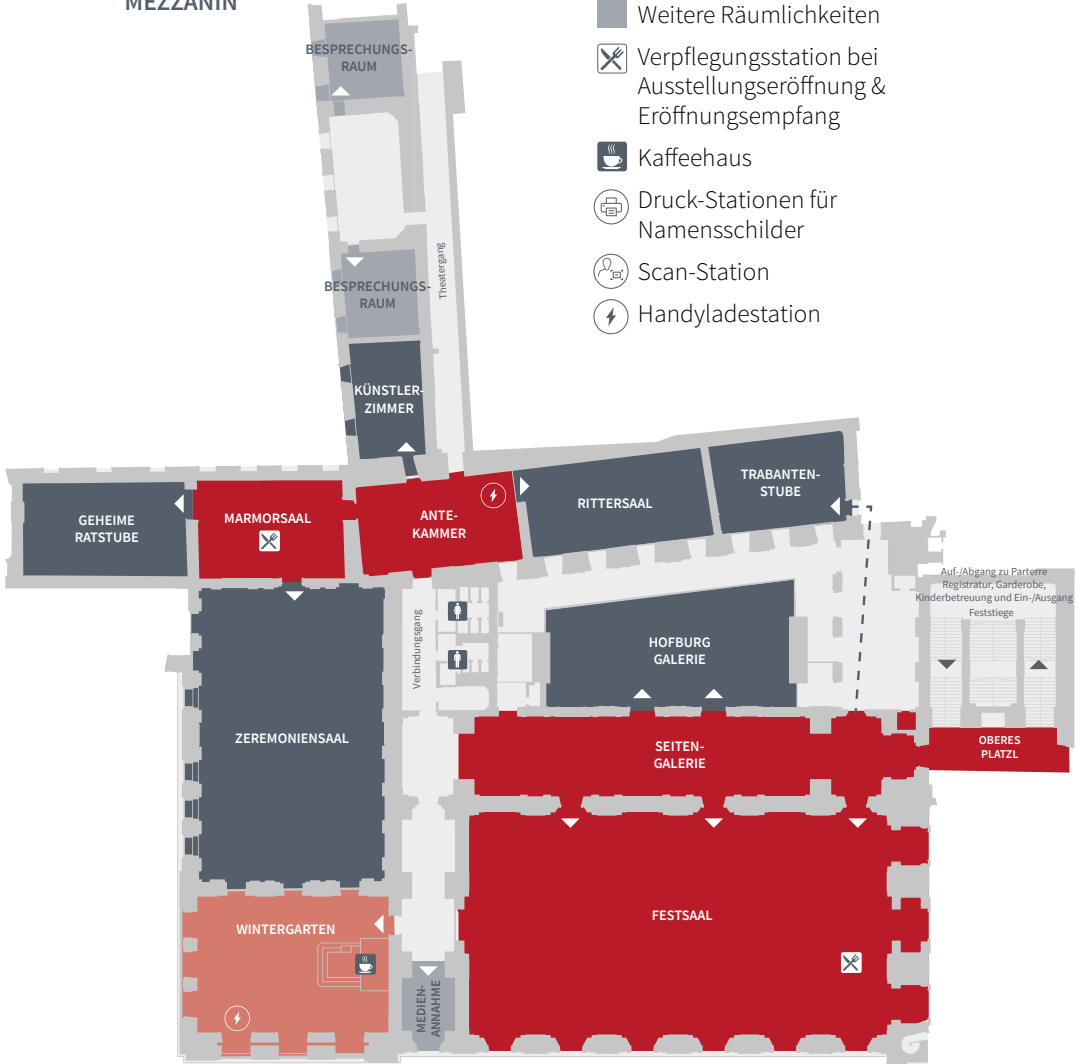 MEZZANIN
Weitere Räumlichkeiten
Verpflegungsstation bei
Ausstellungseröffnung &
Eröffnungsempfang
Kaffeehaus
Druck-Stationen für
Namensschilder
Scan-Station
Handyladestation
BESPRECHUNGS-
RAUM
Theatergang
BESPRECHUNGS-
RAUM
KÜNSTLER-
ZIMMER
GEHEIME
RATSTUBE
MARMORSAAL
ANTE-
KAMMER
RITTERSAAL
TRABANTEN-
STUBE
Auf-/Abgang zu Parterre
Registratur, Garderobe,
Kinderbetreuung und Ein-/Ausgang
Feststiege
Verbindungsgang
HOFBURG
GALERIE
ZEREMONIENSAAL
SEITEN-
GALERIE
OBERES
PLATZL
WINTERGARTEN
FESTSAAL
MEDIEN-
ANNAHME